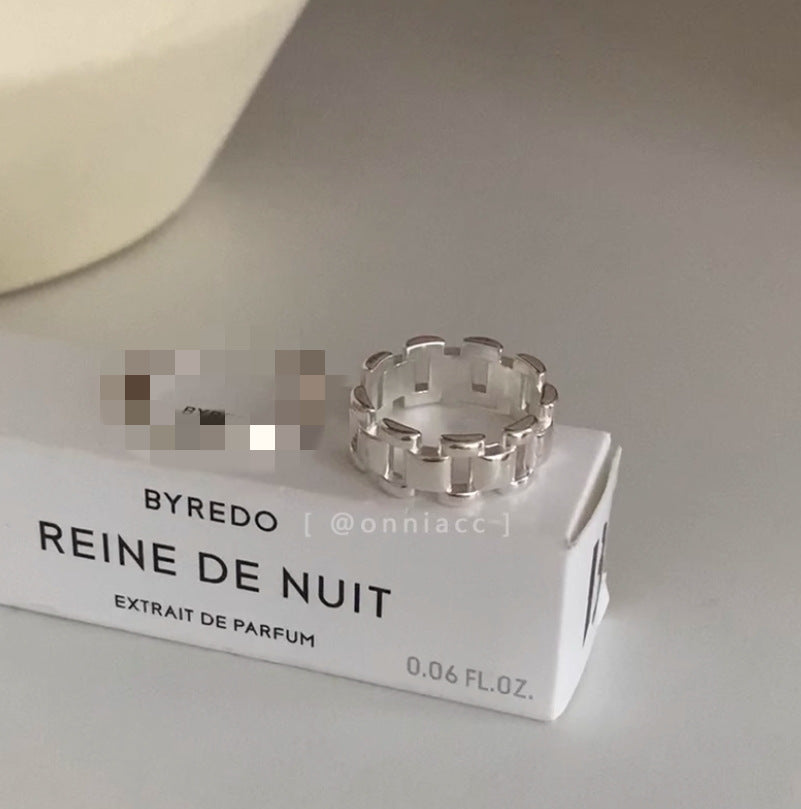 BYREDO
[ @onniacc ]
REINE DE NUIT
EXTRAIT DE PARFUM
0.06 FL.OZ.